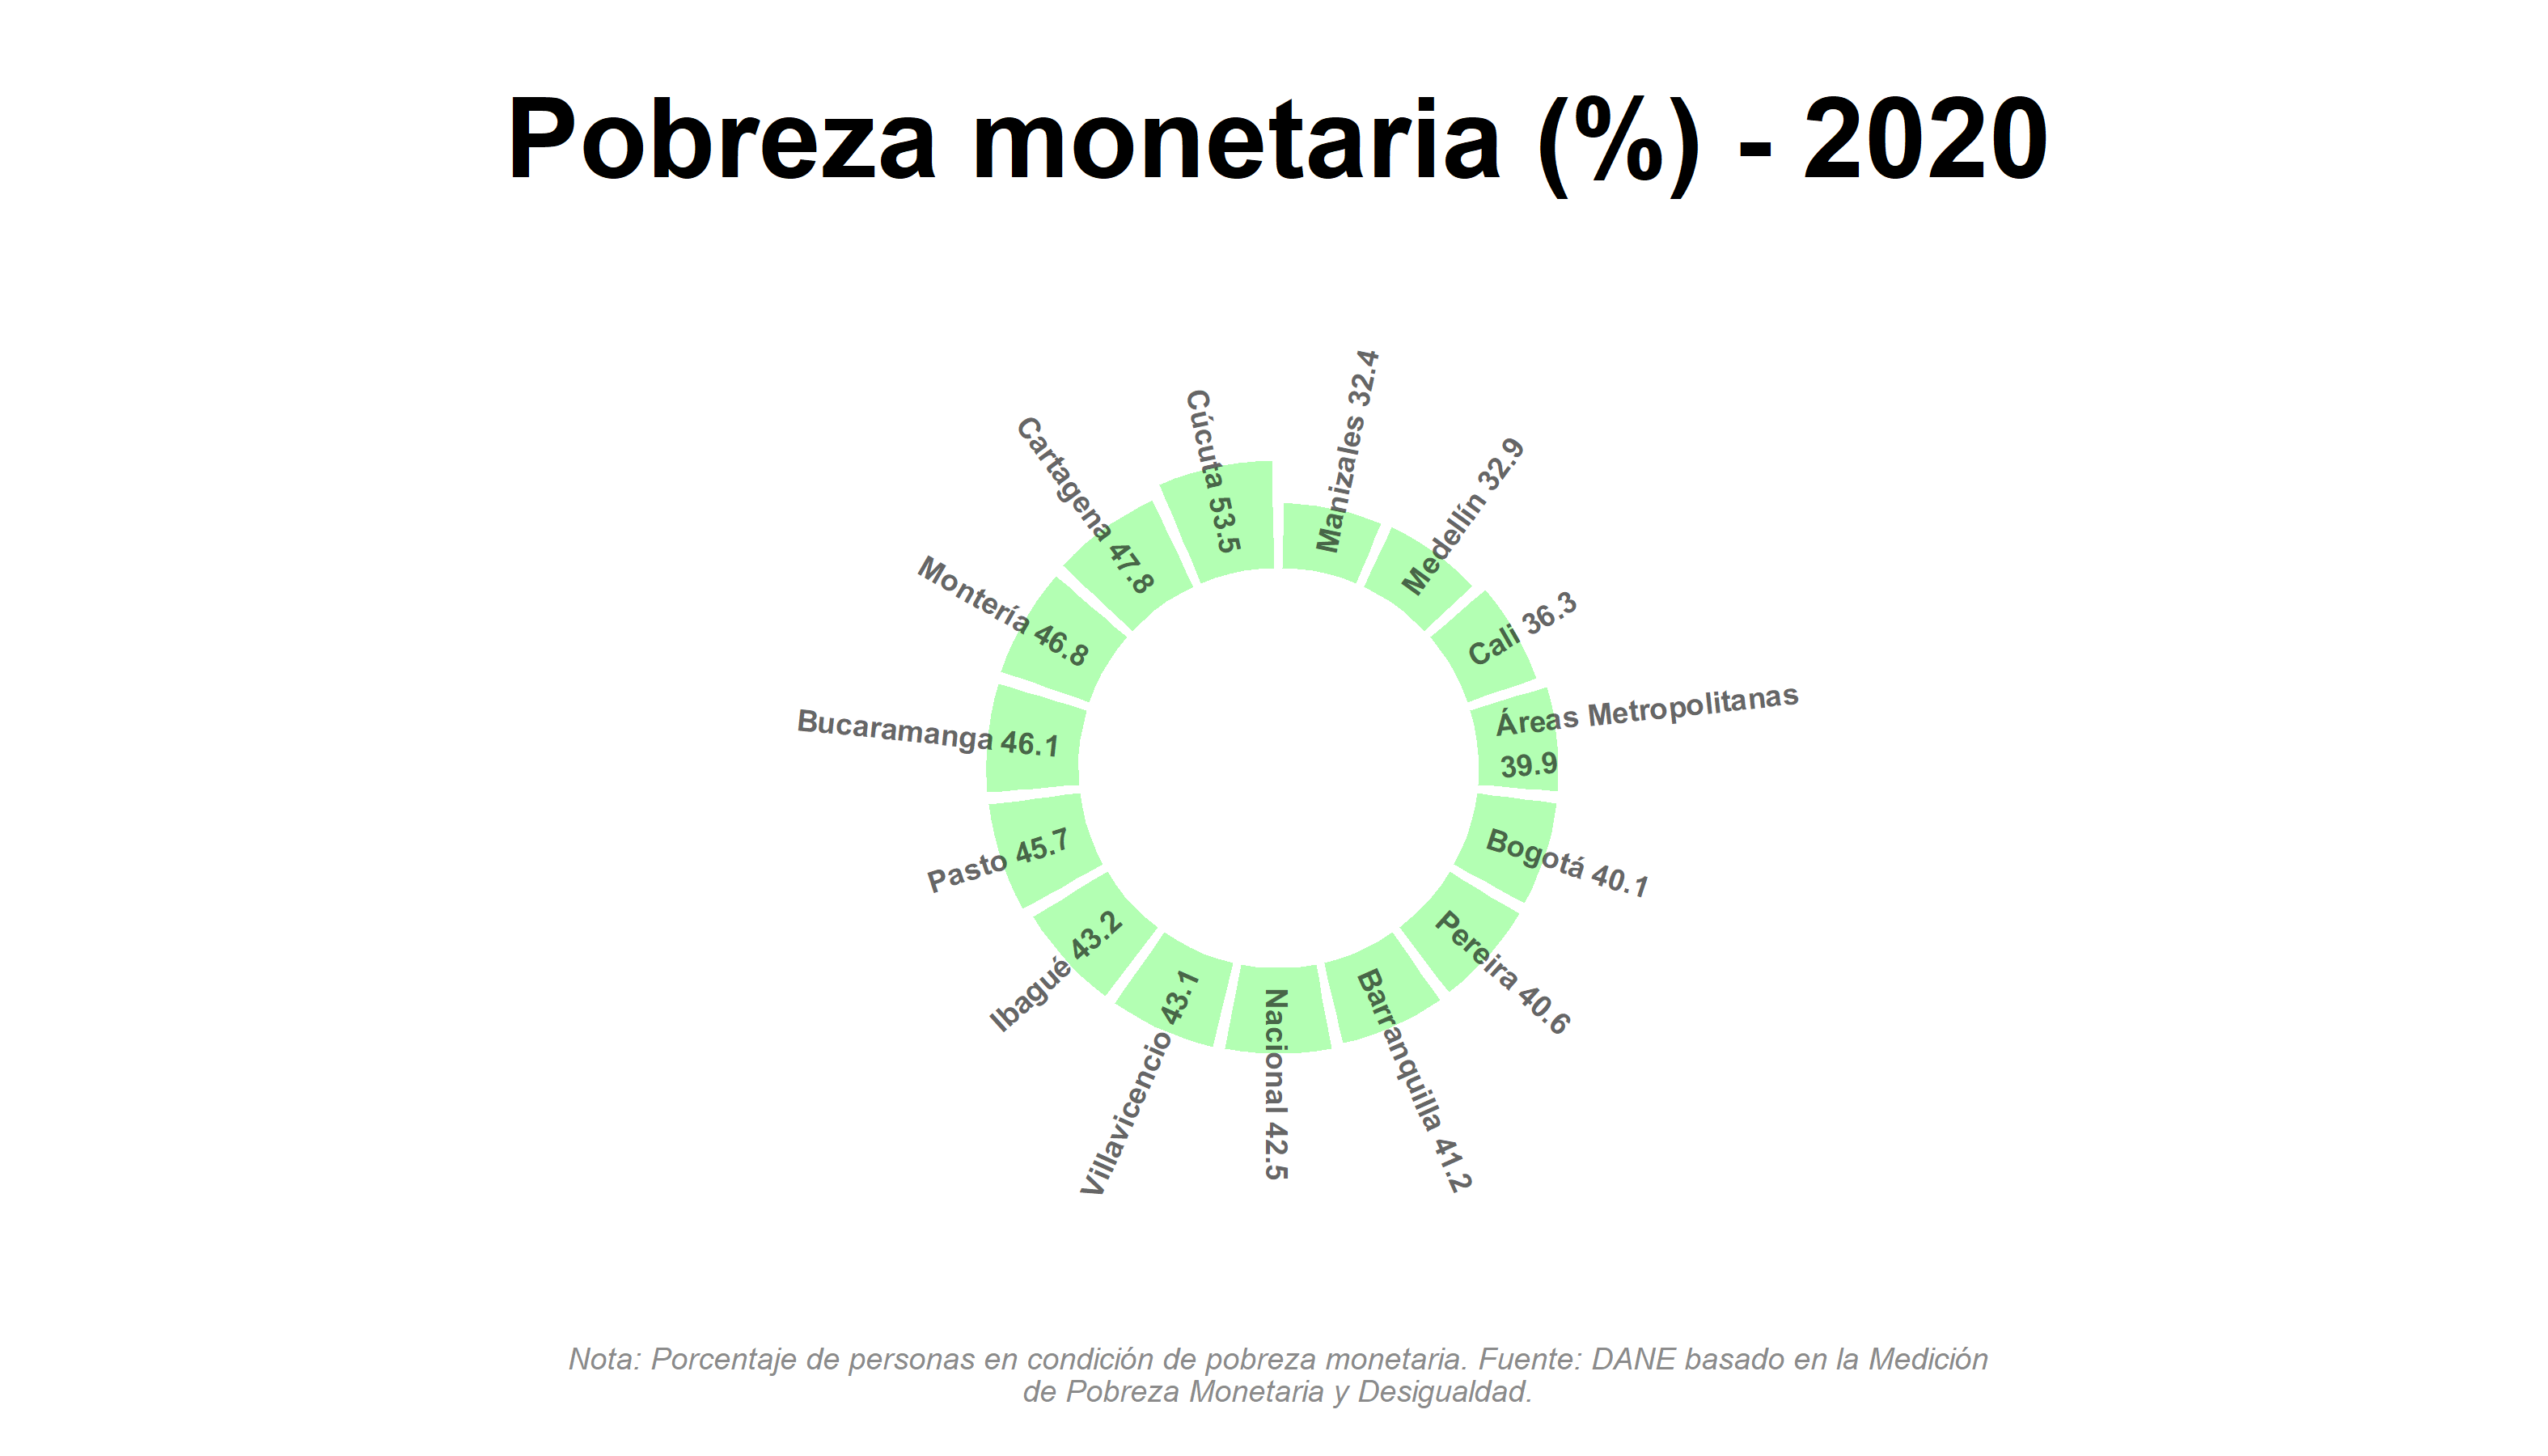 Pobreza monetaria (%) - 2020
Manizales 32.4
Medellín 32.9
Cali 36.3
Áreas Metropolitanas
39.9
Bogotá 40.1
Pereira 40.6
Barranquilla 41.2
Nacional 42.5
Villavicencio 43.1
Ibagué 43.2
Pasto 45.7
Bucaramanga 46.1
Montería 46.8
Cartagena 47.8
Cúcuta 53.5
Nota: Porcentaje de personas en condición de pobreza monetaria. Fuente: DANE basado en la Medición
de Pobreza Monetaria y Desigualdad.